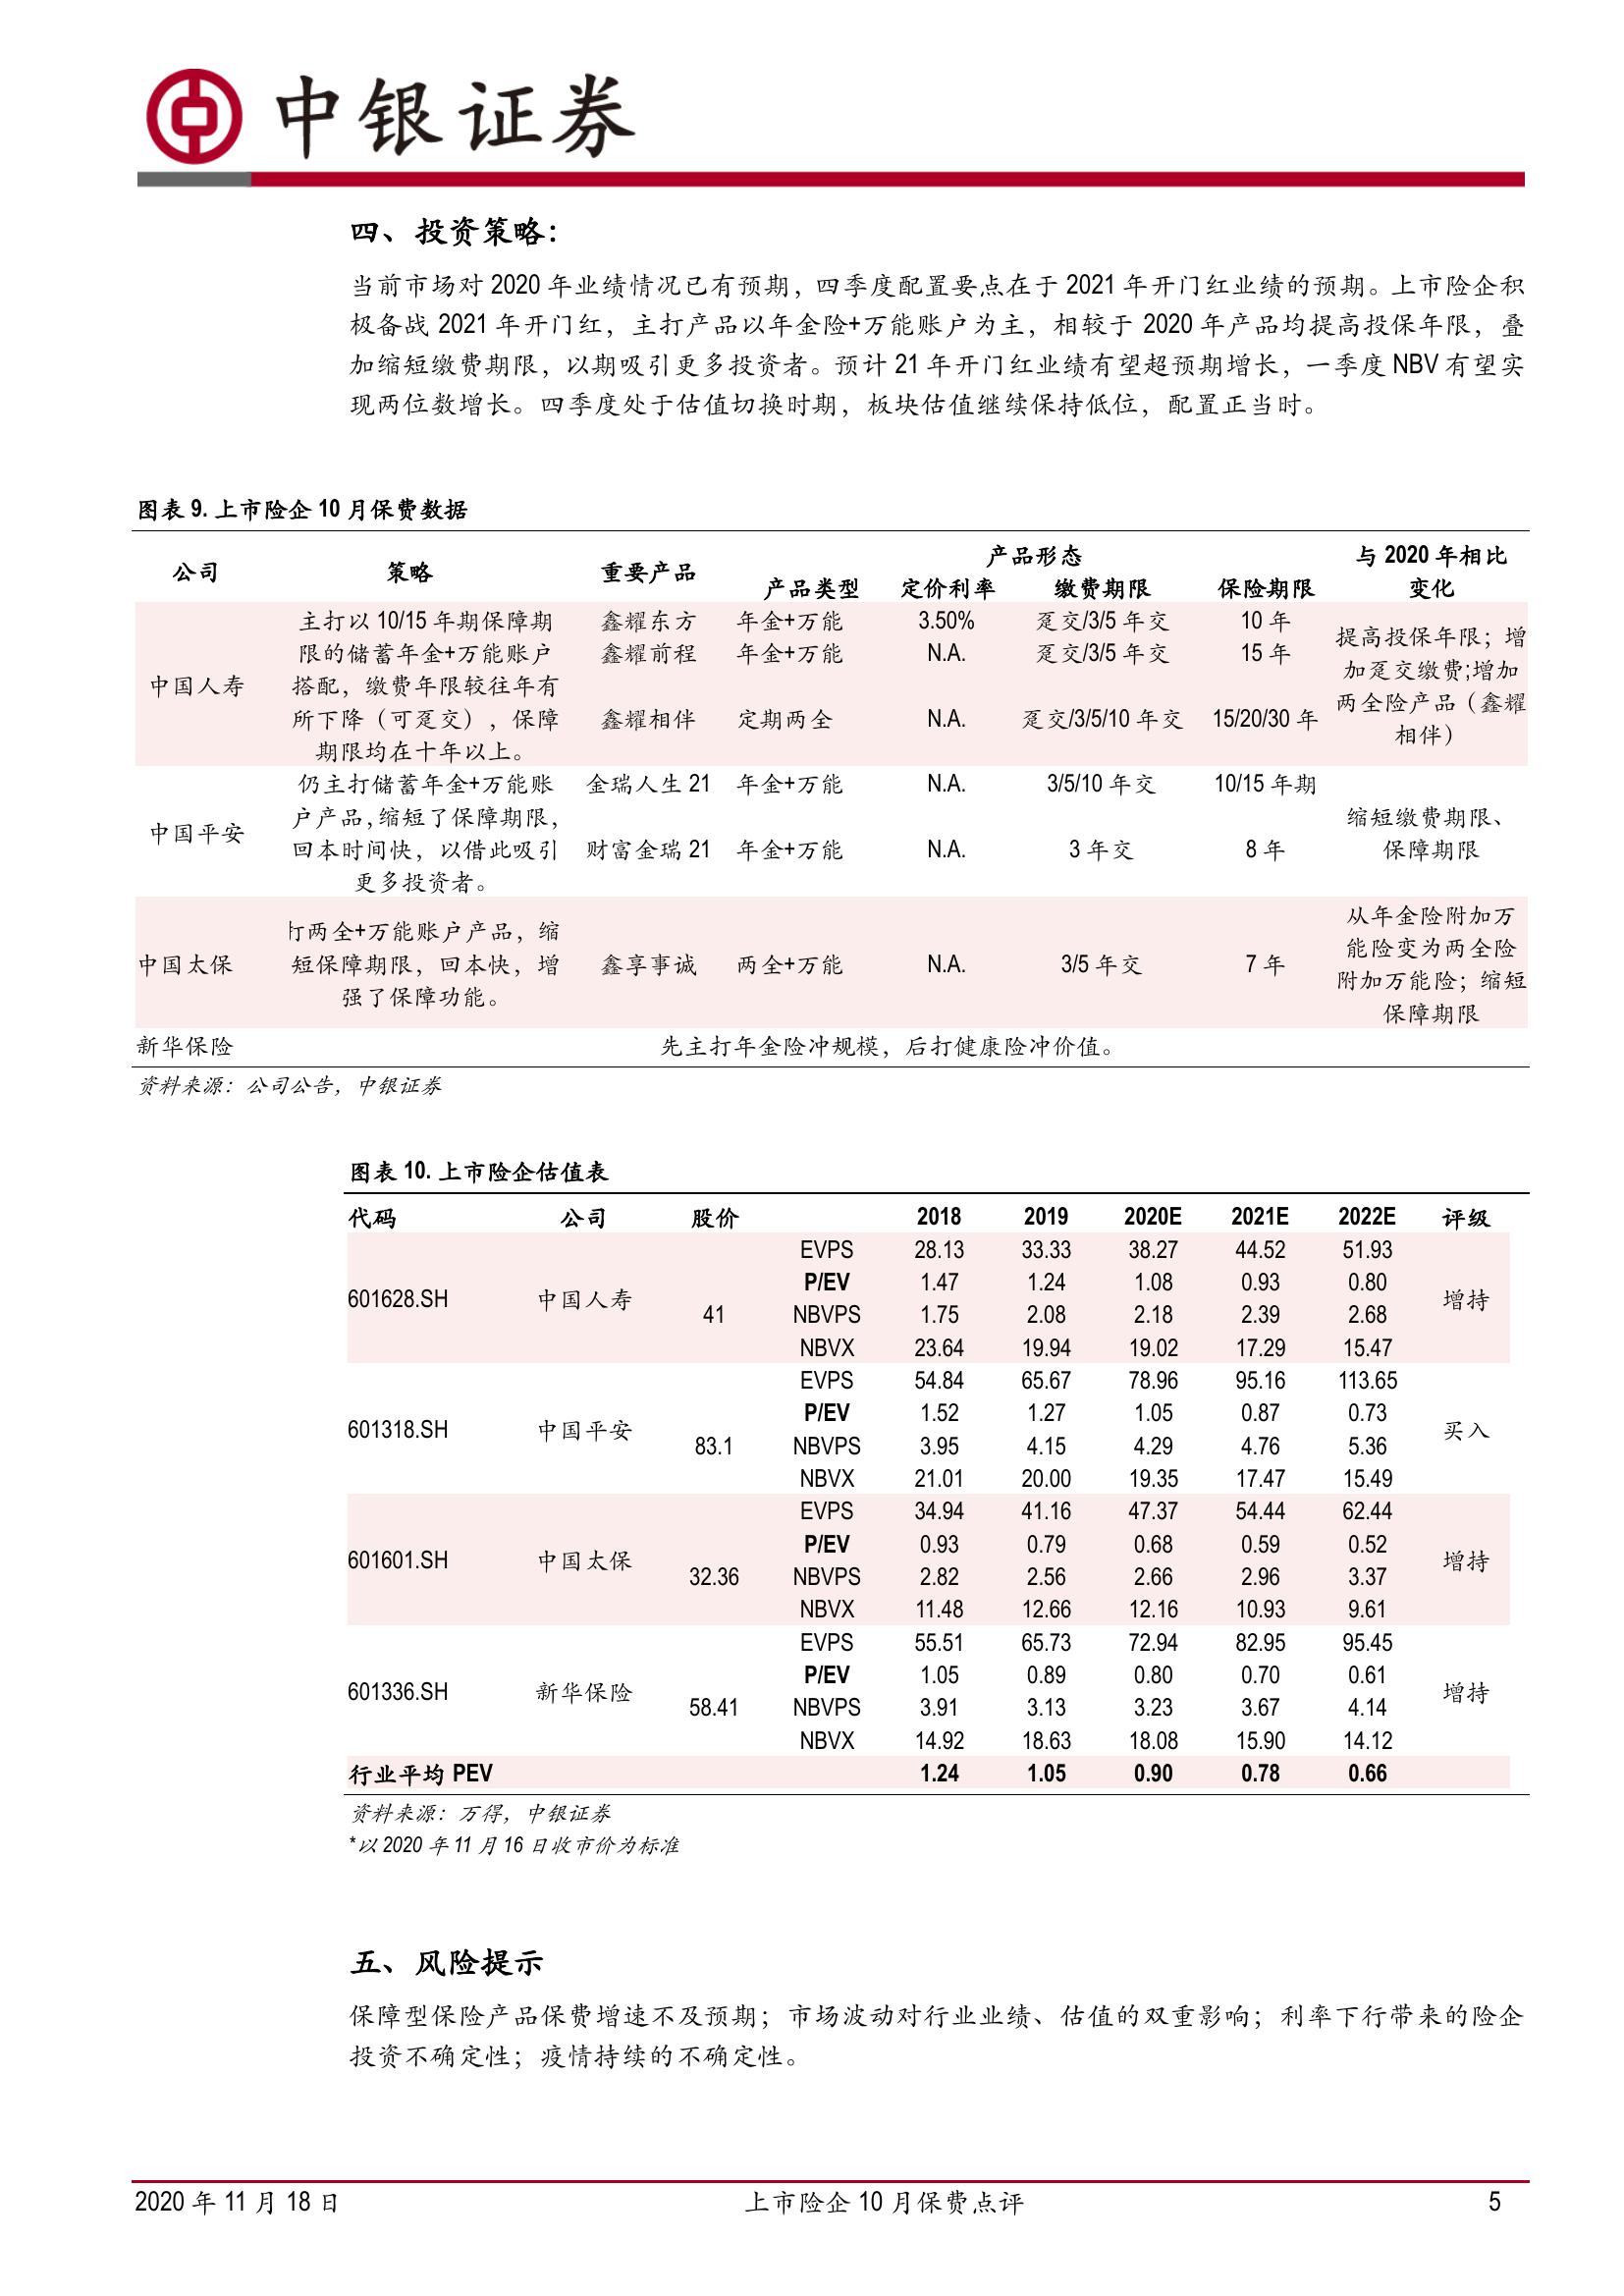 中银证券
四、投资策略：
当前市场对 2020 年业绩情况已有预期，四季度配置要点在于 2021 年开门红业绩的预期。上市险企积
极备战 2021 年开门红，主打产品以年金险+万能账户为主，相较于 2020 年产品均提高投保年限，叠
加缩短缴费期限，以期吸引更多投资者。预计 21 年开门红业绩有望超预期增长，一季度 NBV 有望实
现两位数增长。四季度处于估值切换时期，板块估值继续保持低位，配置正当时。
图表 9. 上市险企 10 月保费数据
公司 策略 重要产品 产品形态 与 2020 年相比
产品类型 定价利率 缴费期限 保险期限 变化
中国人寿
主打以 10/15 年期保障期
限的储蓄年金+万能账户
搭配，缴费年限较往年有
所下降（可趸交），保障
期限均在十年以上。
鑫耀东方 年金+万能 3.50% 趸交/3/5 年交 10 年
鑫耀前程 年金+万能 N.A. 趸交/3/5 年交 15 年
鑫耀相伴 定期两全 N.A. 趸交/3/5/10 年交 15/20/30 年
提高投保年限；增
加趸交缴费;增加
两全险产品（鑫耀
相伴）
中国平安
仍主打储蓄年金+万能账
户产品,缩短了保障期限，
回本时间快，以借此吸引
更多投资者。
金瑞人生 21 年金+万能 N.A. 3/5/10 年交 10/15 年期
财富金瑞 21 年金+万能 N.A. 3 年交 8 年
缩短缴费期限、
保障期限
中国太保
打两全+万能账户产品，缩
短保障期限，回本快，增
强了保障功能。
鑫享事诚 两全+万能 N.A. 3/5 年交 7 年
从年金险附加万
能险变为两全险
附加万能险；缩短
保障期限
新华保险 先主打年金险冲规模，后打健康险冲价值。
资料来源：公司公告，中银证券
图表 10. 上市险企估值表
代码 公司 股价 2018 2019 2020E 2021E 2022E 评级
601628.SH 中国人寿 41 增持
EVPS 28.13 33.33 38.27 44.52 51.93
P/EV 1.47 1.24 1.08 0.93 0.80
NBVPS 1.75 2.08 2.18 2.39 2.68
NBVX 23.64 19.94 19.02 17.29 15.47
601318.SH 中国平安 83.1 买入
EVPS 54.84 65.67 78.96 95.16 113.65
P/EV 1.52 1.27 1.05 0.87 0.73
NBVPS 3.95 4.15 4.29 4.76 5.36
NBVX 21.01 20.00 19.35 17.47 15.49
601601.SH 中国太保 32.36 增持
EVPS 34.94 41.16 47.37 54.44 62.44
P/EV 0.93 0.79 0.68 0.59 0.52
NBVPS 2.82 2.56 2.66 2.96 3.37
NBVX 11.48 12.66 12.16 10.93 9.61
601336.SH 新华保险 58.41 增持
EVPS 55.51 65.73 72.94 82.95 95.45
P/EV 1.05 0.89 0.80 0.70 0.61
NBVPS 3.91 3.13 3.23 3.67 4.14
NBVX 14.92 18.63 18.08 15.90 14.12
行业平均 PEV 1.24 1.05 0.90 0.78 0.66
资料来源：万得，中银证券
*以 2020 年 11 月 16 日收市价为标准
五、风险提示
保障型保险产品保费增速不及预期；市场波动对行业业绩、估值的双重影响；利率下行带来的险企
投资不确定性；疫情持续的不确定性。
2020 年 11 月 18 日 上市险企 10 月保费点评 5